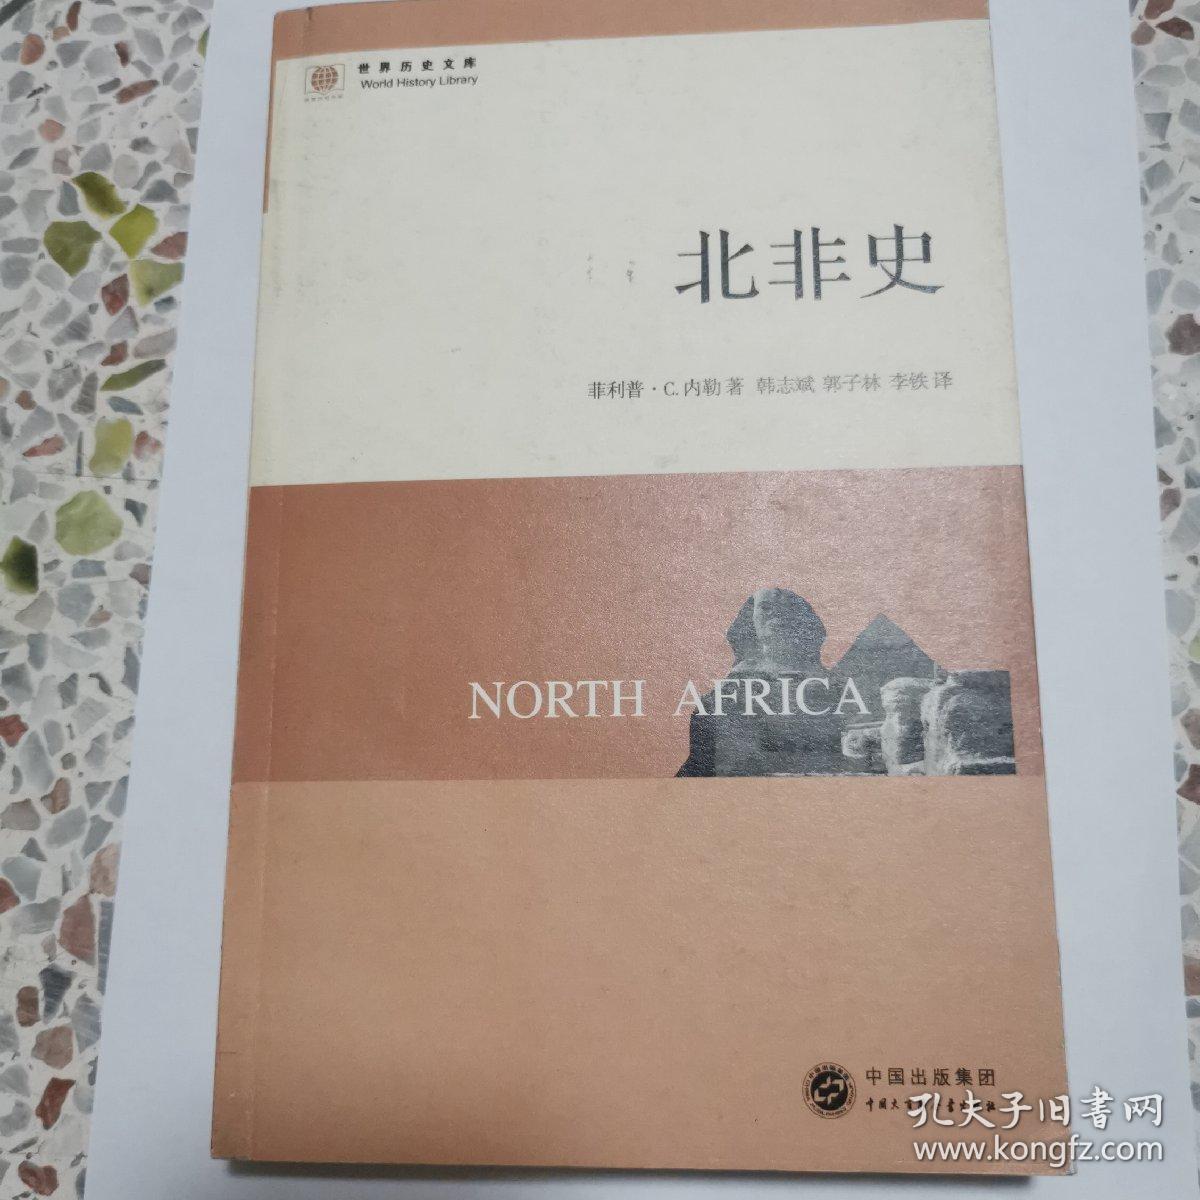 世界历史文库
World History Library
北非史
菲利普·C.内勒 著 韩志斌 郭子林 李铁 译
NORTH AFRICA
中国出版集团
孔夫子旧书网
www.kongfz.com